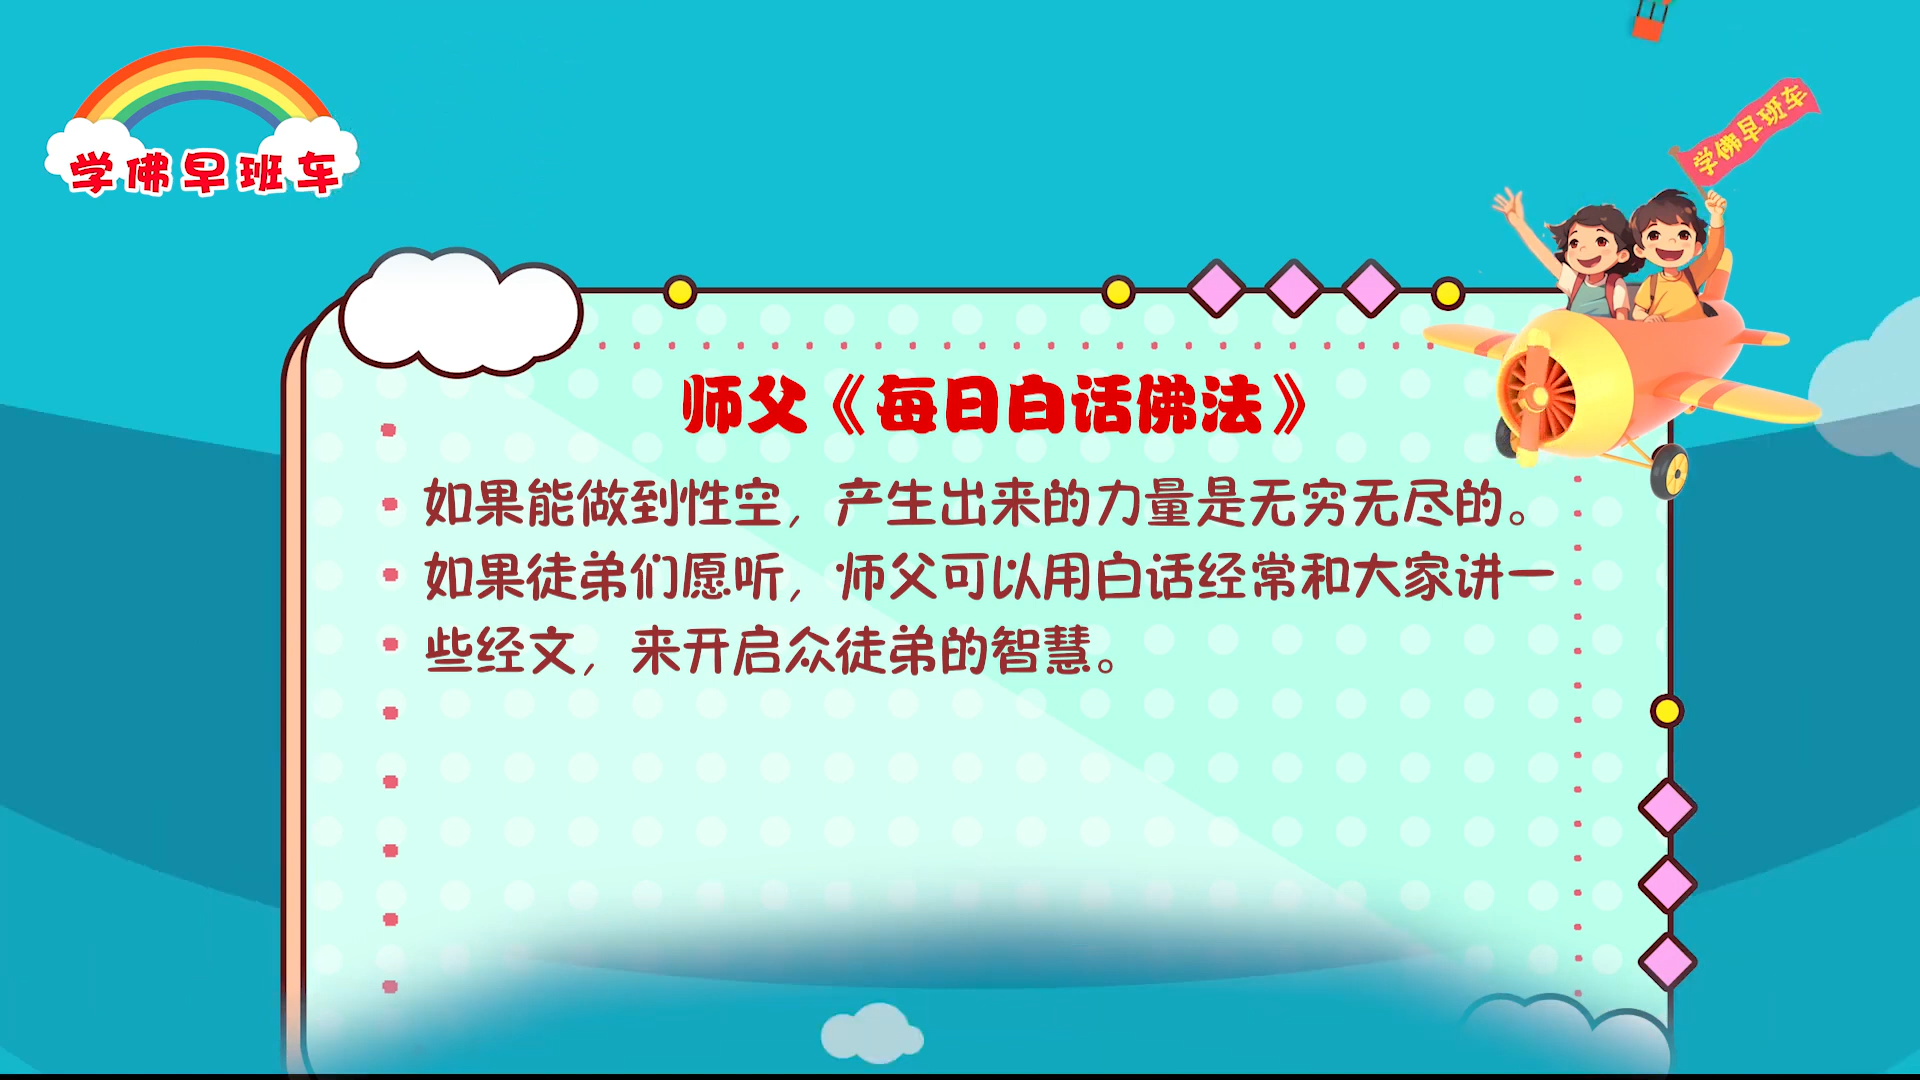 学佛早班车
学佛早班车
师父《每日白话佛法》
如果能做到性空，产生出来的力量是无穷无尽的。
如果徒弟们愿听，师父可以用白话经常和大家讲一
些经文，来开启众徒弟的智慧。